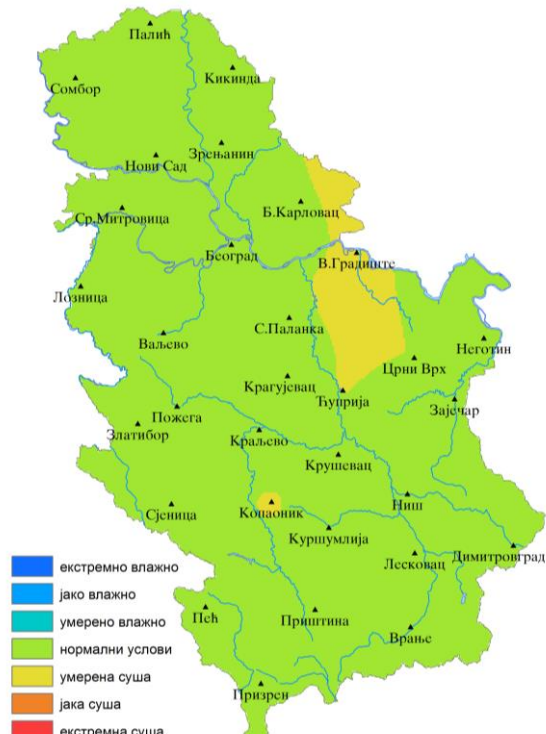 Палић
Кикинда
Сомбор
Зрењанин
Нови Сад
Б.Карловац
Ср.Митровица
Београд
В.Градиште
Лозница
С.Паланка
Ваљево
Неготин
Црни Врх
Крагујевац
Ћуприја
Зајечар
Пожега
Златибор
Краљево
Крушевац
Ниш
Копаоник
Сјеница
Куршумлија
Димитровград
Лесковац
Пећ
Приштина
Врање
Призрен
екстремно влажно
јако влажно
умерено влажно
нормални услови
умерена суша
јака суша
екстремна суша